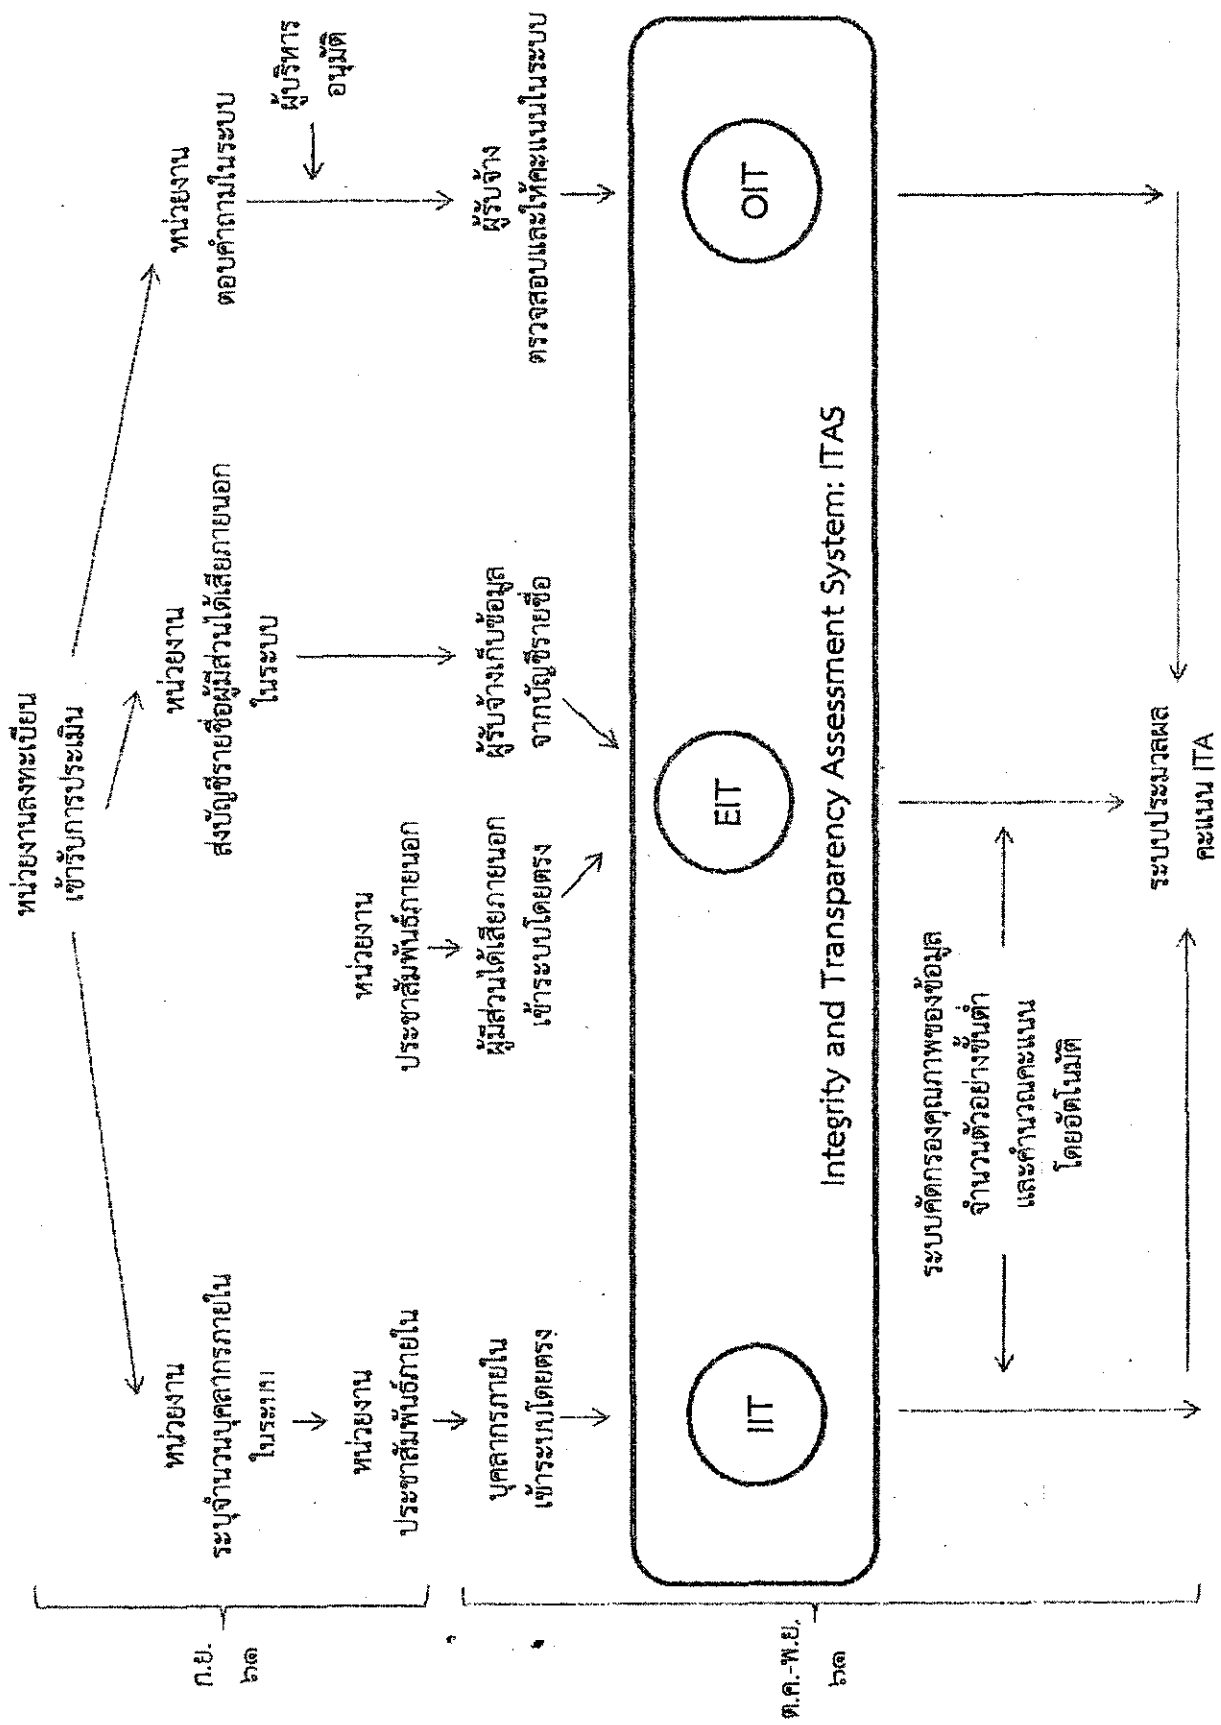 หน่วยงานลงทะเบียน
เข้ารับการประเมิน
ก.ย.
๖๑
หน่วยงาน
ระบุจำนวนบุคลากรภายใน
ในระบบ
หน่วยงาน
ส่งบัญชีรายชื่อผู้มีส่วนได้เสียภายนอก
ในระบบ
หน่วยงาน
ตอบคำถามในระบบ
ผู้บริหาร
อนุมัติ
หน่วยงาน
ประชาสัมพันธ์ภายใน
หน่วยงาน
ประชาสัมพันธ์ภายนอก
ต.ค.-พ.ย.
๖๑
บุคลากรภายใน
เข้าระบบโดยตรง
ผู้มีส่วนได้เสียภายนอก
เข้าระบบโดยตรง
ผู้รับจ้างเก็บข้อมูล
จากบัญชีรายชื่อ
ผู้รับจ้าง
ตรวจสอบและให้คะแนนในระบบ
IIT
EIT
OIT
Integrity and Transparency Assessment System: ITAS
ระบบคัดกรองคุณภาพของข้อมูล
จำนวนตัวอย่างขั้นต่ำ
และคำนวณคะแนน
โดยอัตโนมัติ
ระบบประมวลผล
คะแนน ITA